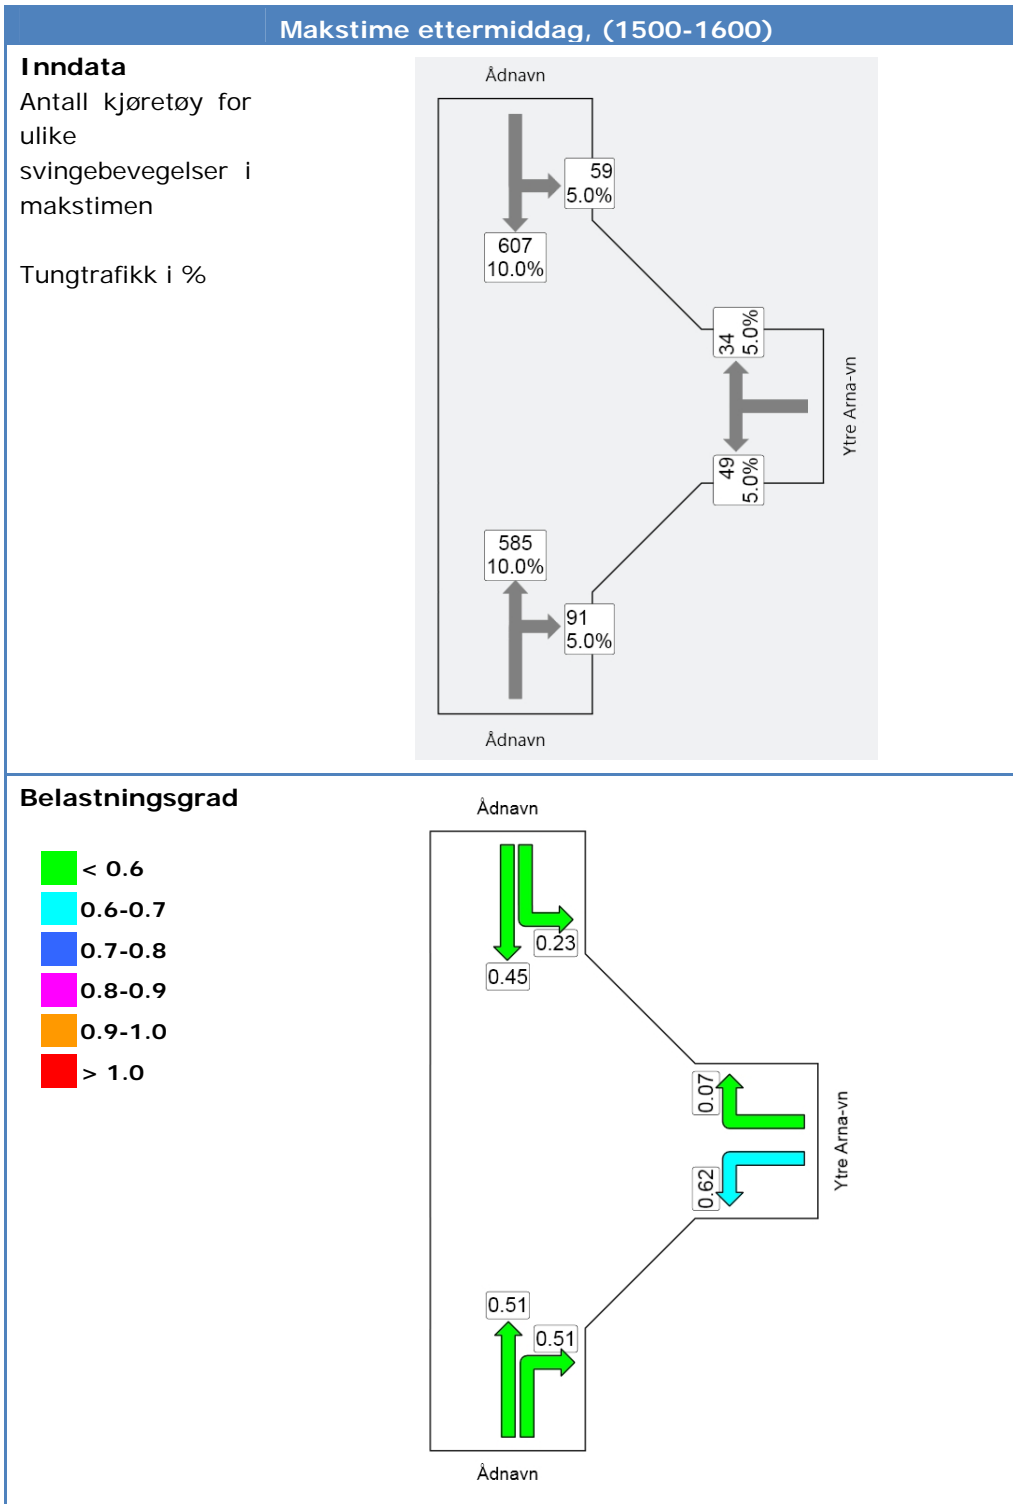 Makstime ettermiddag, (1500-1600)
Inndata
Antall kjøretøy for
ulike
svingebevegelser i
makstimen
Tungtrafikk i %
Ådnavn
59
5.0%
607
10.0%
34
5.0%
Ytre Arna-vn
49
5.0%
585
10.0%
91
5.0%
Ådnavn
Belastningsgrad
< 0.6
0.6-0.7
0.7-0.8
0.8-0.9
0.9-1.0
> 1.0
Ådnavn
0.23
0.45
0.07
Ytre Arna-vn
0.62
0.51
0.51
Ådnavn